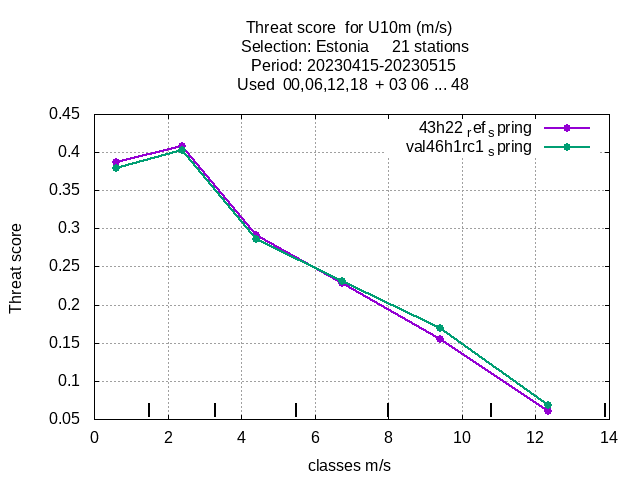 Threat score for U10m (m/s)
Selection: Estonia 21 stations
Period: 20230415-20230515
Used 00,06,12,18 + 03 06 ... 48
43h22 ref spring
val46h1rc1 spring
0.45
0.4
0.35
0.3
0.25
0.2
0.15
0.1
0.05
Threat score
0 2 4 6 8 10 12 14
classes m/s